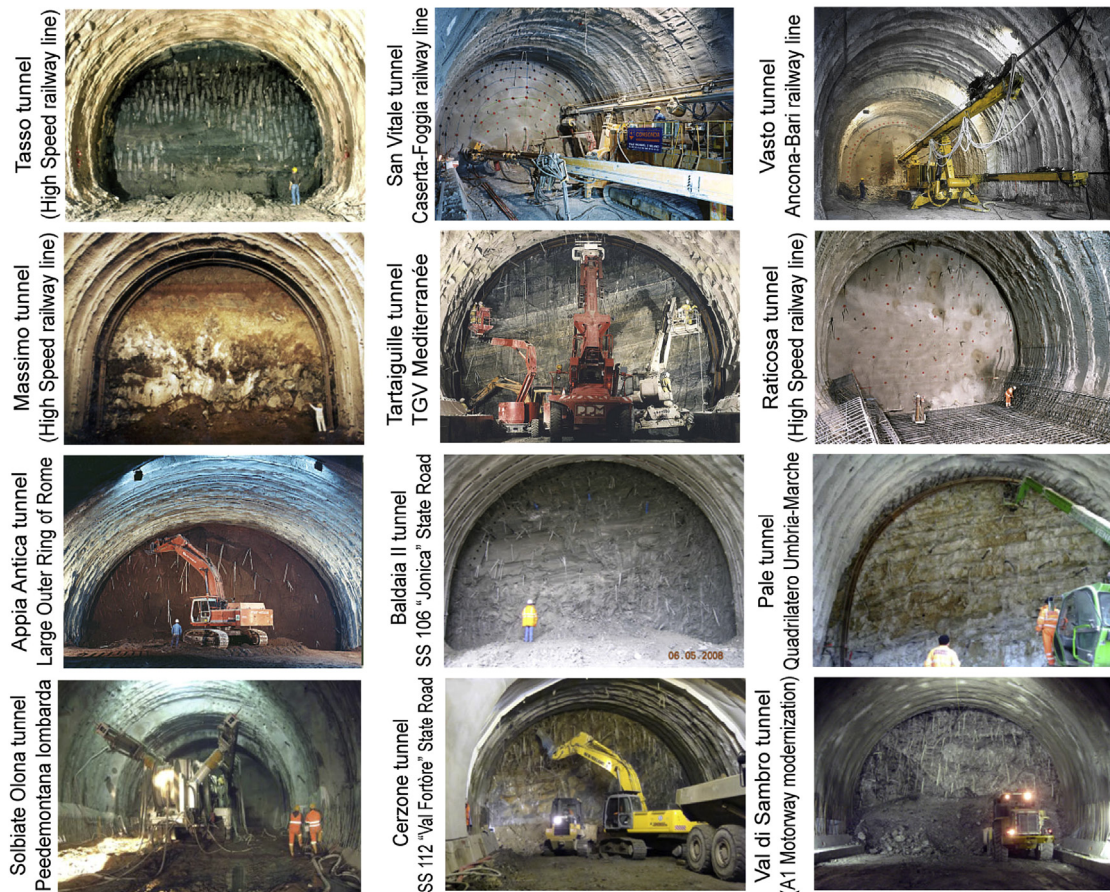 Tasso tunnel
(High Speed railway line)
San Vitale tunnel
Caserta-Foggia railway line
CONSORZIO
Vasto tunnel
Ancona-Bari railway line
Massimo tunnel
(High Speed railway line)
Tartaiguille tunnel
TGV Mediterranée
Raticosa tunnel
(High Speed railway line)
Appia Antica tunnel
Large Outer Ring of Rome
Baldaia II tunnel
SS 106 “Jonica” State Road
06.05.2008
Pale tunnel
Quadrilatero Umbria-Marche
Solbiate Olona tunnel
Peedemontana lombarda
Cerzone tunnel
SS 112 “Val Fortòre” State Road
Val di Sambro tunnel
(A1 Motorway modernization)